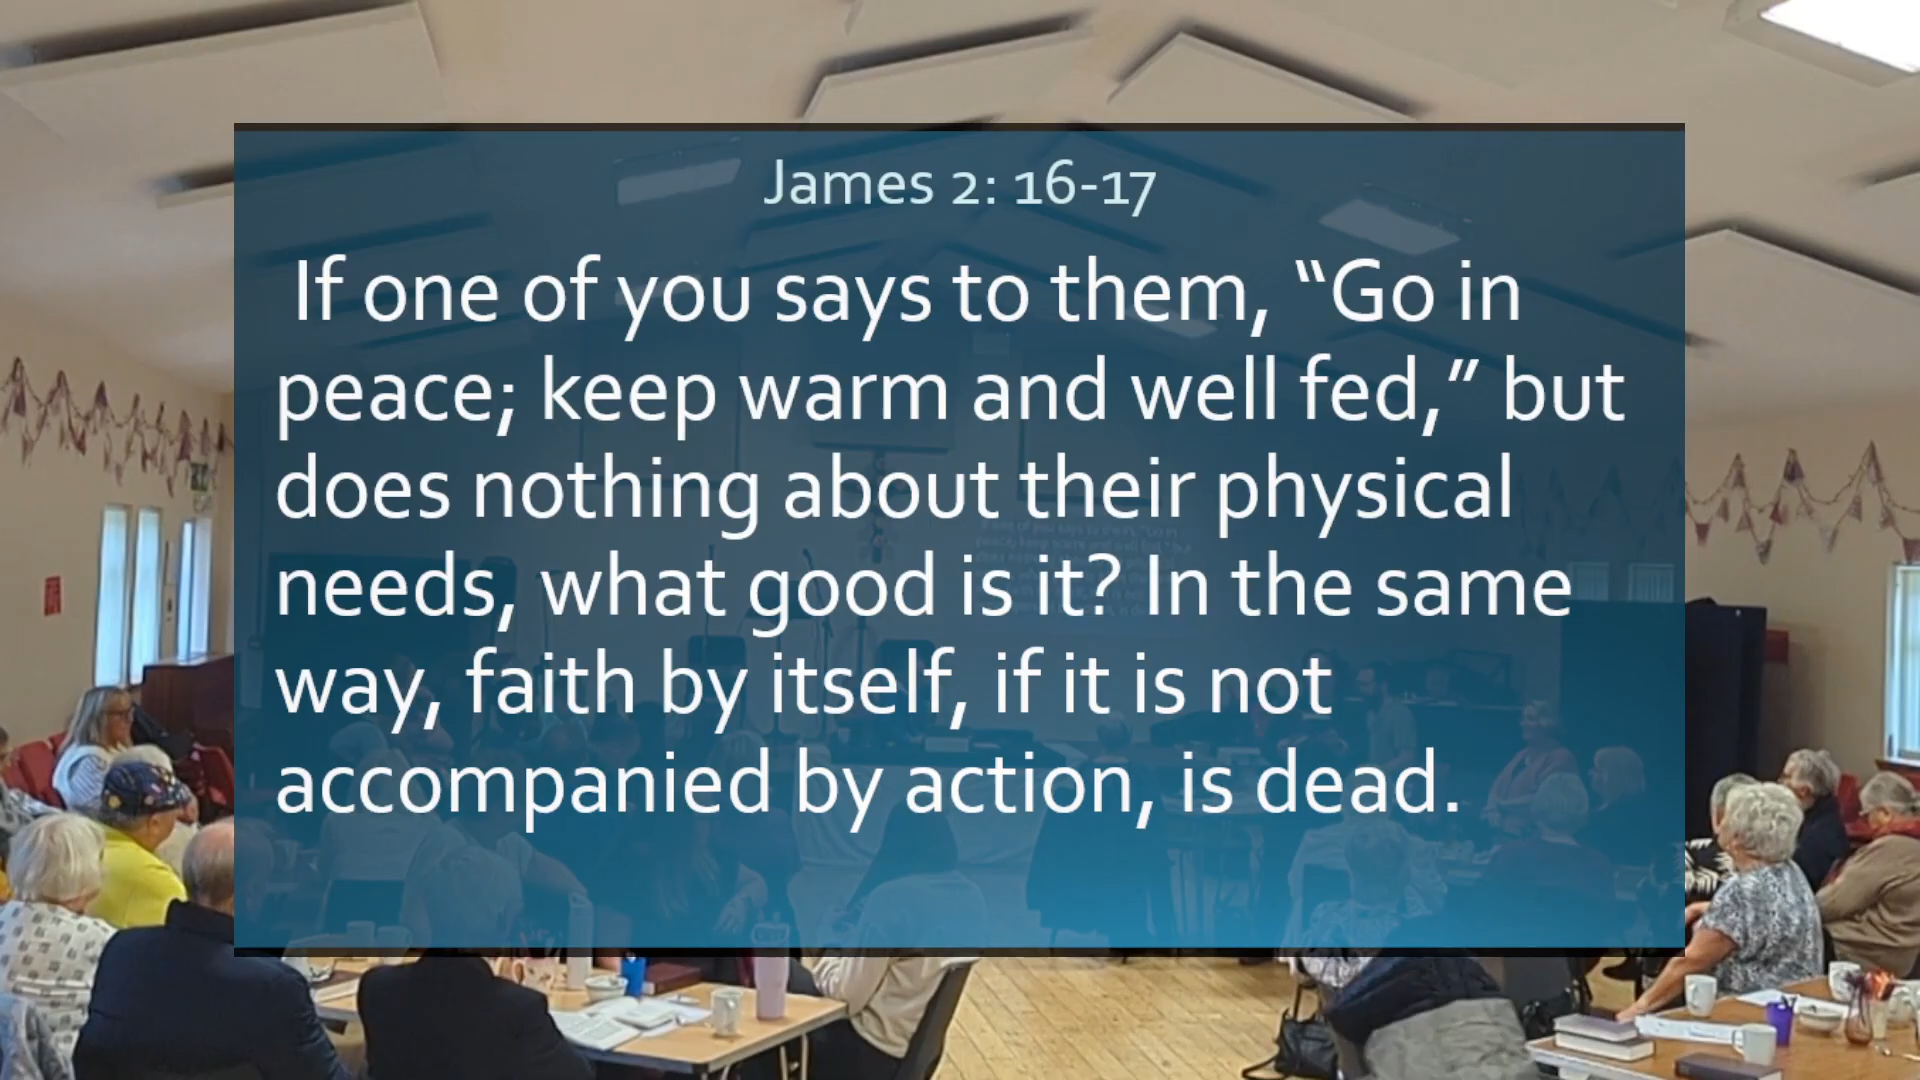 James 2: 16-17
If one of you says to them, “Go in
peace; keep warm and well fed,” but
does nothing about their physical
needs, what good is it? In the same
way, faith by itself, if it is not
accompanied by action, is dead.